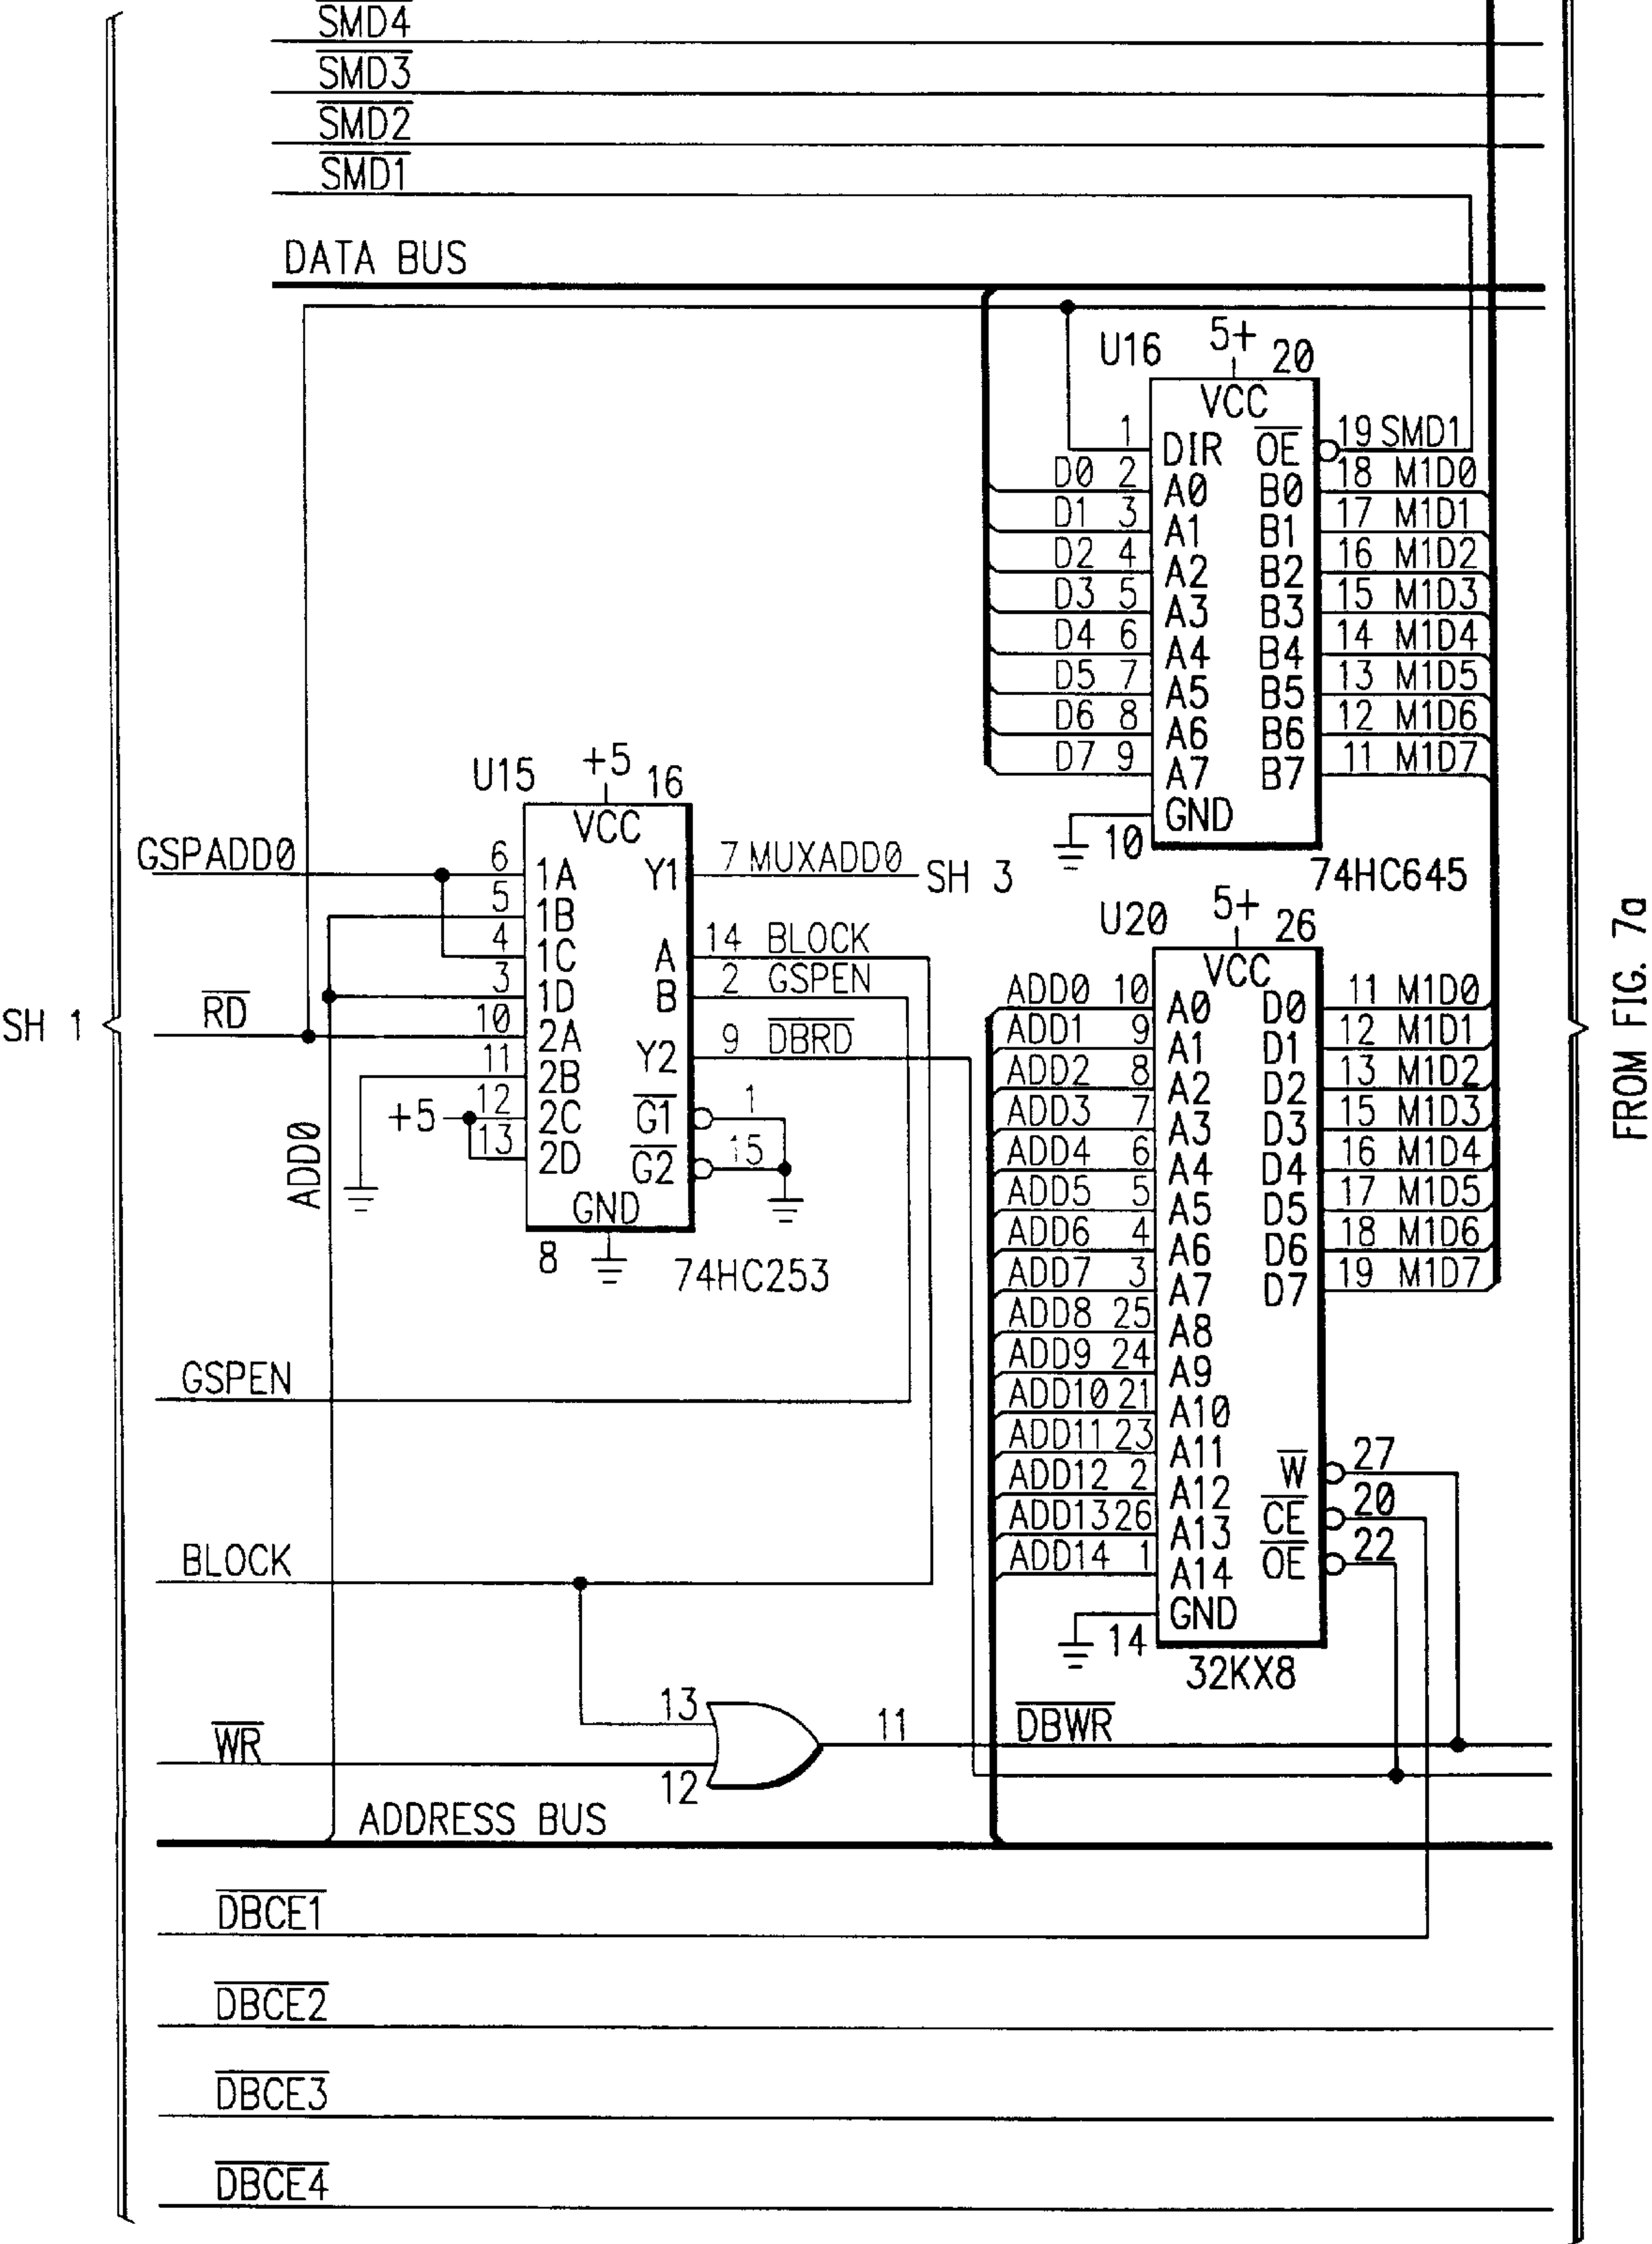 SMD4
SMD3
SMD2
SMD1
DATA BUS
U16
5+
20
VCC
1
DIR
OE
19 SMD1
D0 2
A0
B0
18 M1D0
D1 3
A1
B1
17 M1D1
D2 4
A2
B2
16 M1D2
D3 5
A3
B3
15 M1D3
D4 6
A4
B4
14 M1D4
D5 7
A5
B5
13 M1D5
D6 8
A6
B6
12 M1D6
D7 9
A7
B7
11 M1D7
GND
10
74HC645
U15
+5
16
VCC
GSPADD0
6
1A
Y1
7 MUXADD0
SH 3
5
1B
4
1C
A
14 BLOCK
3
1D
B
2 GSPEN
SH 1
RD
10
2A
Y2
9 DBRD
11
2B
+5
12
2C
G1
1
13
2D
G2
15
GND
8
74HC253
ADD0
U20
5+
26
VCC
ADD0 10
A0
D0
11 M1D0
ADD1 9
A1
D1
12 M1D1
ADD2 8
A2
D2
13 M1D2
ADD3 7
A3
D3
15 M1D3
ADD4 6
A4
D4
16 M1D4
ADD5 5
A5
D5
17 M1D5
ADD6 4
A6
D6
18 M1D6
ADD7 3
A7
D7
19 M1D7
ADD8 25
A8
ADD9 24
A9
ADD10 21
A10
ADD11 23
A11
ADD12 2
A12
W
27
ADD13 26
A13
CE
20
ADD14 1
A14
OE
22
GND
14
32KX8
GSPEN
BLOCK
13
WR
12
11
DBWR
ADDRESS BUS
DBCE1
DBCE2
DBCE3
DBCE4
FROM FIG. 7a